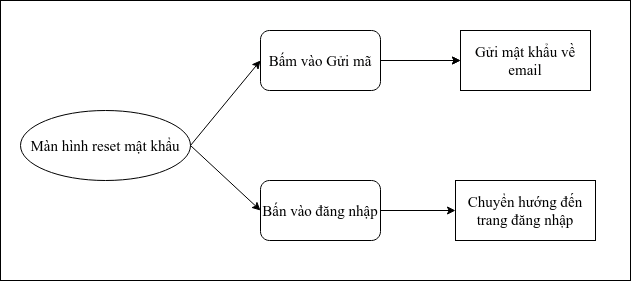 Bấm vào Gửi mã
Gửi mật khẩu về
email
Màn hình reset mật khẩu
Bấn vào đăng nhập
Chuyển hướng đến
trang đăng nhập